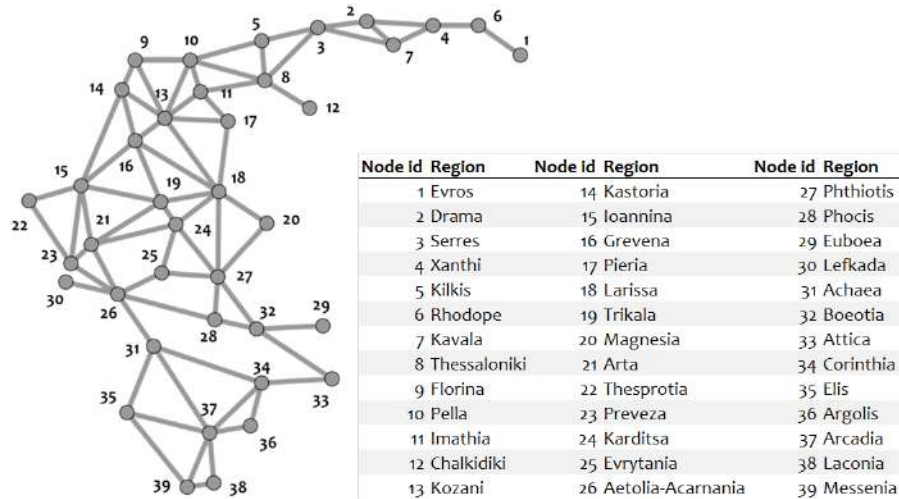 2
6
5
4
1
9
10
3
7
8
14
13
11
12
17
16
15
18
19
22
21
20
24
23
25
27
30
26
29
32
28
31
34
33
35
37
36
39
38
Node id Region Node id Region Node id Region
1 Evros 14 Kastoria 27 Phthiotis
2 Drama 15 Ioannina 28 Phocis
3 Serres 16 Grevena 29 Euboea
4 Xanthi 17 Pieria 30 Lefkada
5 Kilkis 18 Larissa 31 Achaea
6 Rhodope 19 Trikala 32 Boeotia
7 Kavala 20 Magnesia 33 Attica
8 Thessaloniki 21 Arta 34 Corinthia
9 Florina 22 Thesprotia 35 Elis
10 Pella 23 Preveza 36 Argolis
11 Imathia 24 Karditsa 37 Arcadia
12 Chalkidiki 25 Evrytania 38 Laconia
13 Kozani 26 Aetolia-Acarnania 39 Messenia